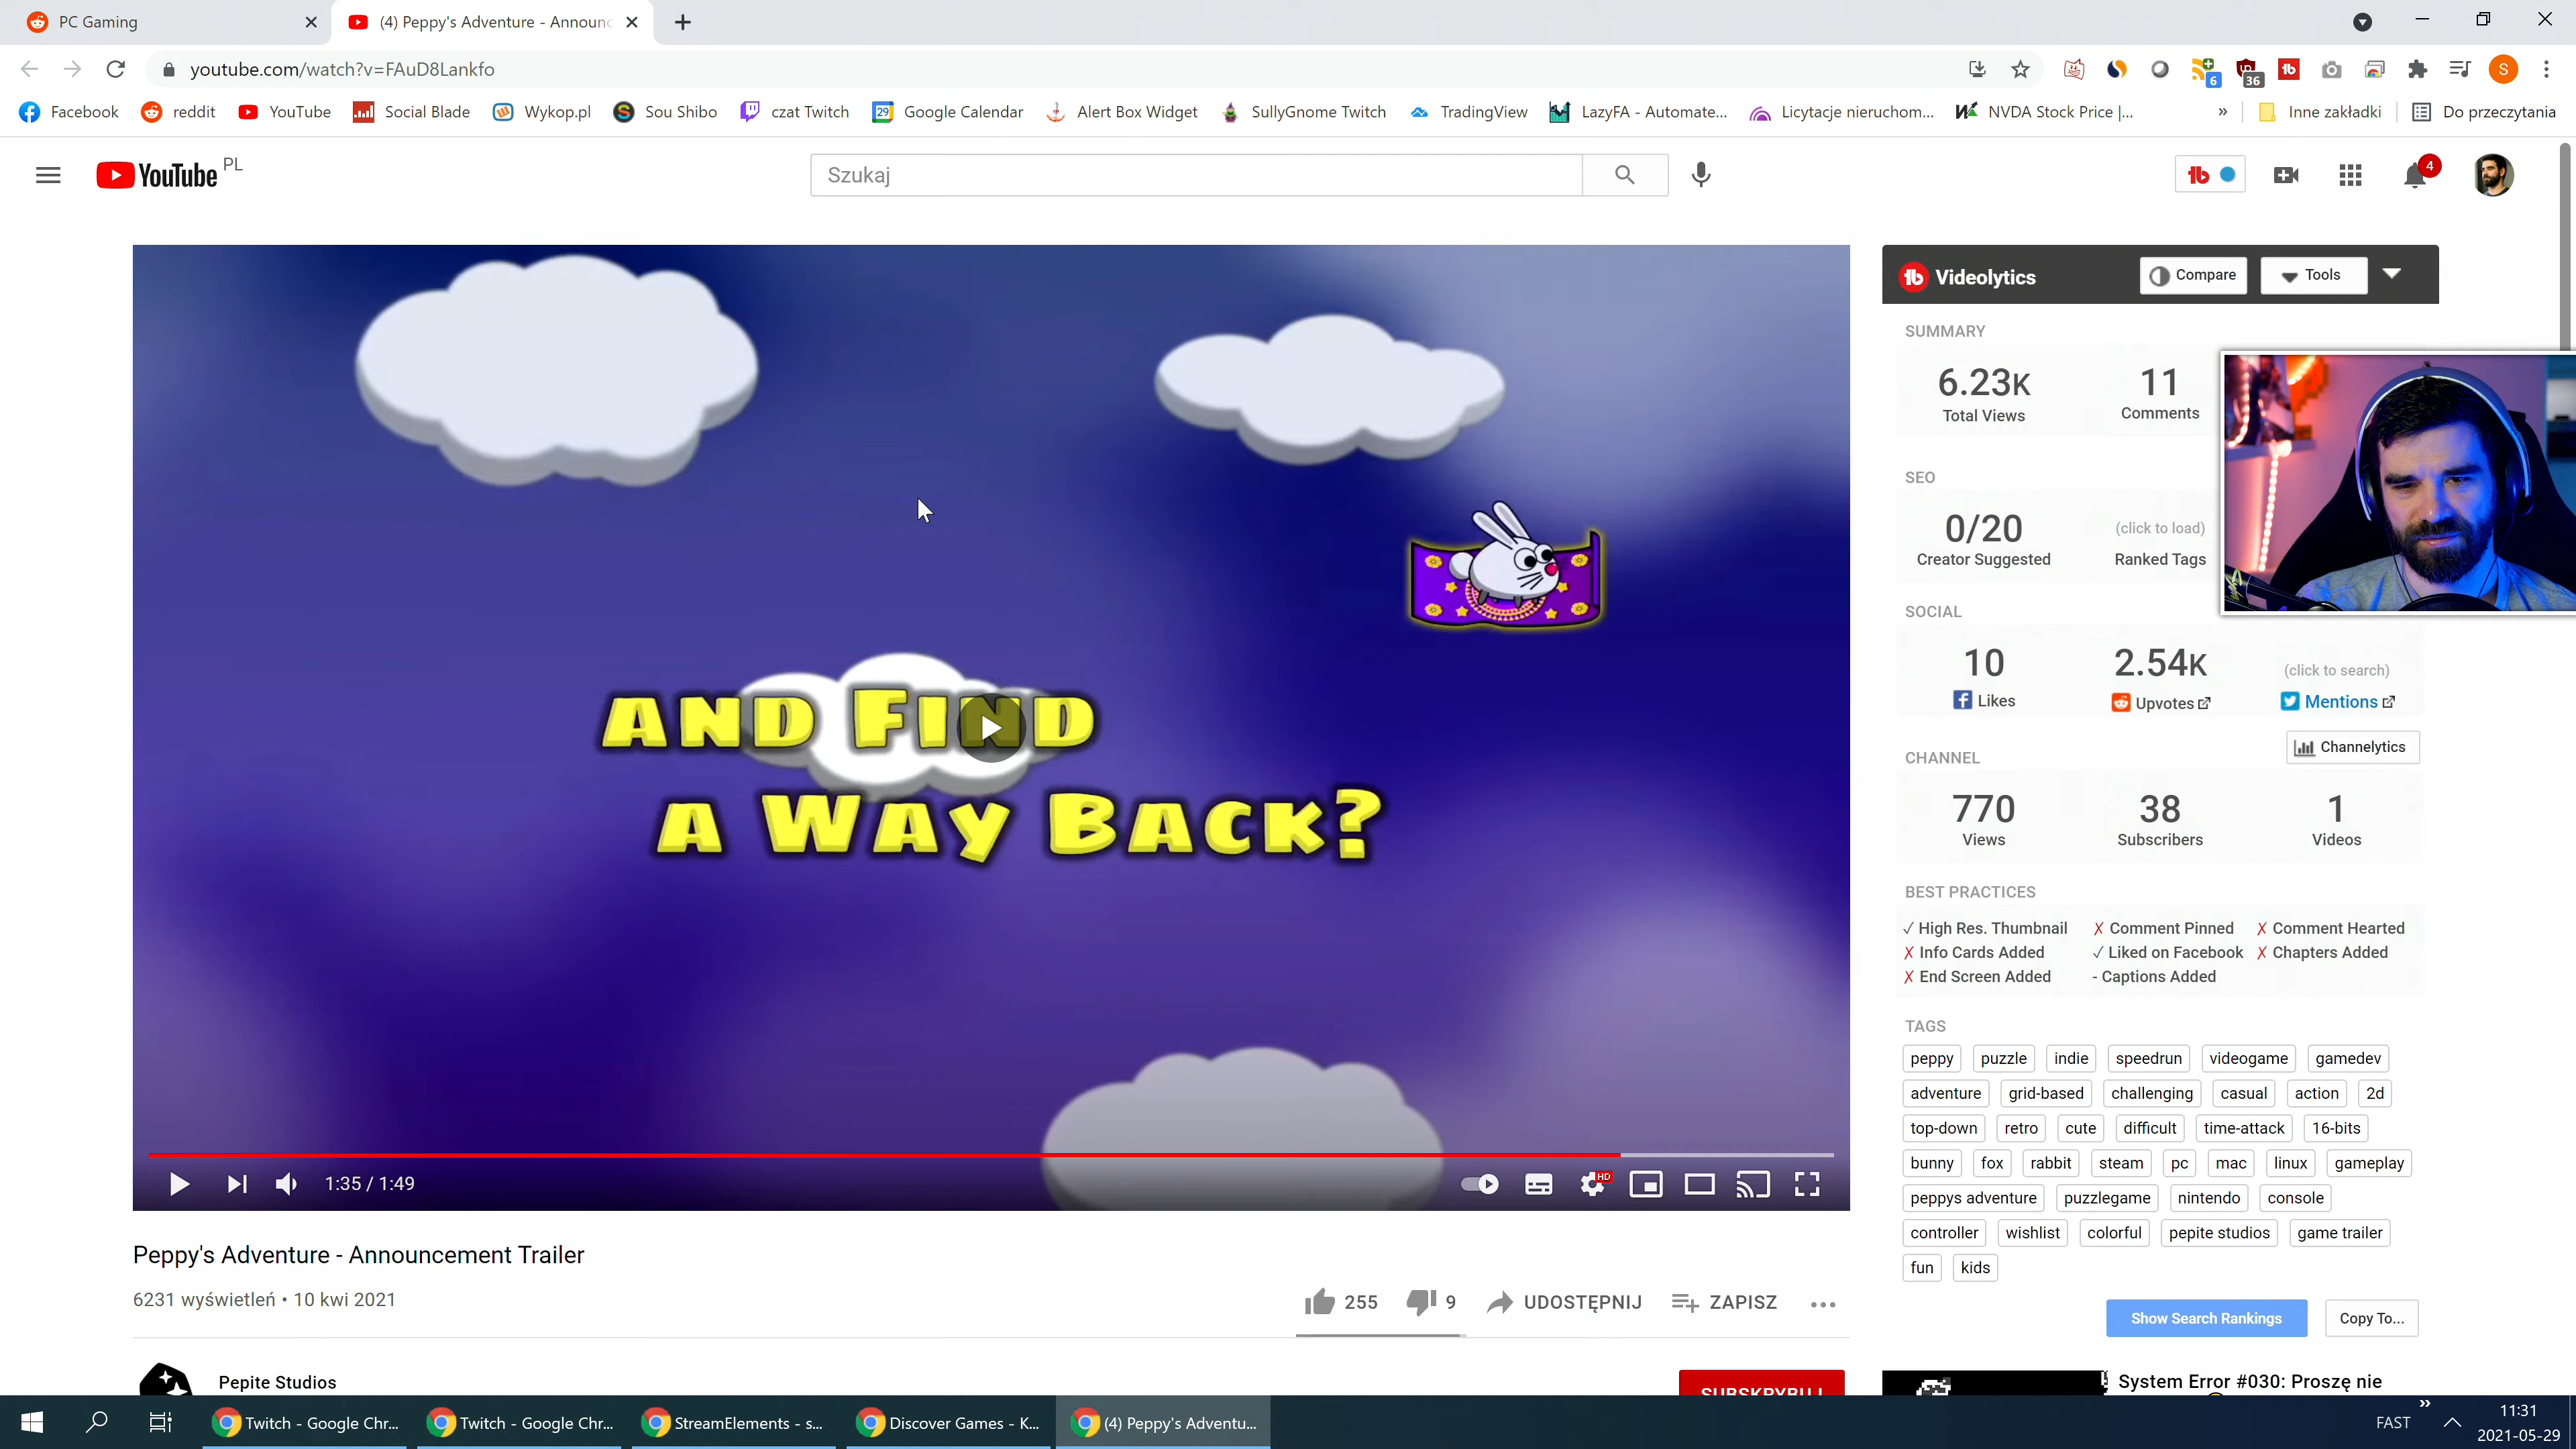 PC Gaming
(4) Peppy's Adventure - Announc
youtube.com/watch?v=FAuD8Lankfo
6
36
S
Facebook
reddit
YouTube
Social Blade
Wykop.pl
Sou Shibo
czat Twitch
29
Google Calendar
Alert Box Widget
SullyGnome Twitch
TradingView
LazyFA - Automate...
Licytacje nieruchom...
NVDA Stock Price |...
»
Inne zakładki
Do przeczytania
YouTube PL
Szukaj
4
AND FIND
A WAY BACK?
1:35 / 1:49
HD
Peppy's Adventure - Announcement Trailer
6231 wyświetleń • 10 kwi 2021
255
9
UDOSTĘPNIJ
ZAPISZ
Pepite Studios
SUBSKRYBUJ
Videolytics
Compare
Tools
SUMMARY
6.23K
11
Total Views
Comments
SEO
0/20
(click to load)
Creator Suggested
Ranked Tags
SOCIAL
10
2.54K
(click to search)
Likes
Upvotes
Mentions
CHANNEL
Channelytics
770
38
1
Views
Subscribers
Videos
BEST PRACTICES
✓ High Res. Thumbnail
✗ Comment Pinned
✗ Comment Hearted
✗ Info Cards Added
✓ Liked on Facebook
✗ Chapters Added
✗ End Screen Added
- Captions Added
TAGS
peppy puzzle indie speedrun videogame gamedev
adventure grid-based challenging casual action 2d
top-down retro cute difficult time-attack 16-bits
bunny fox rabbit steam pc mac linux gameplay
peppys adventure puzzlegame nintendo console
controller wishlist colorful pepite studios game trailer
fun kids
Show Search Rankings
Copy To...
System Error #030: Proszę nie
Twitch - Google Chr...
Twitch - Google Chr...
StreamElements - s...
Discover Games - K...
(4) Peppy's Adventu...
FAST
»
11:31
2021-05-29